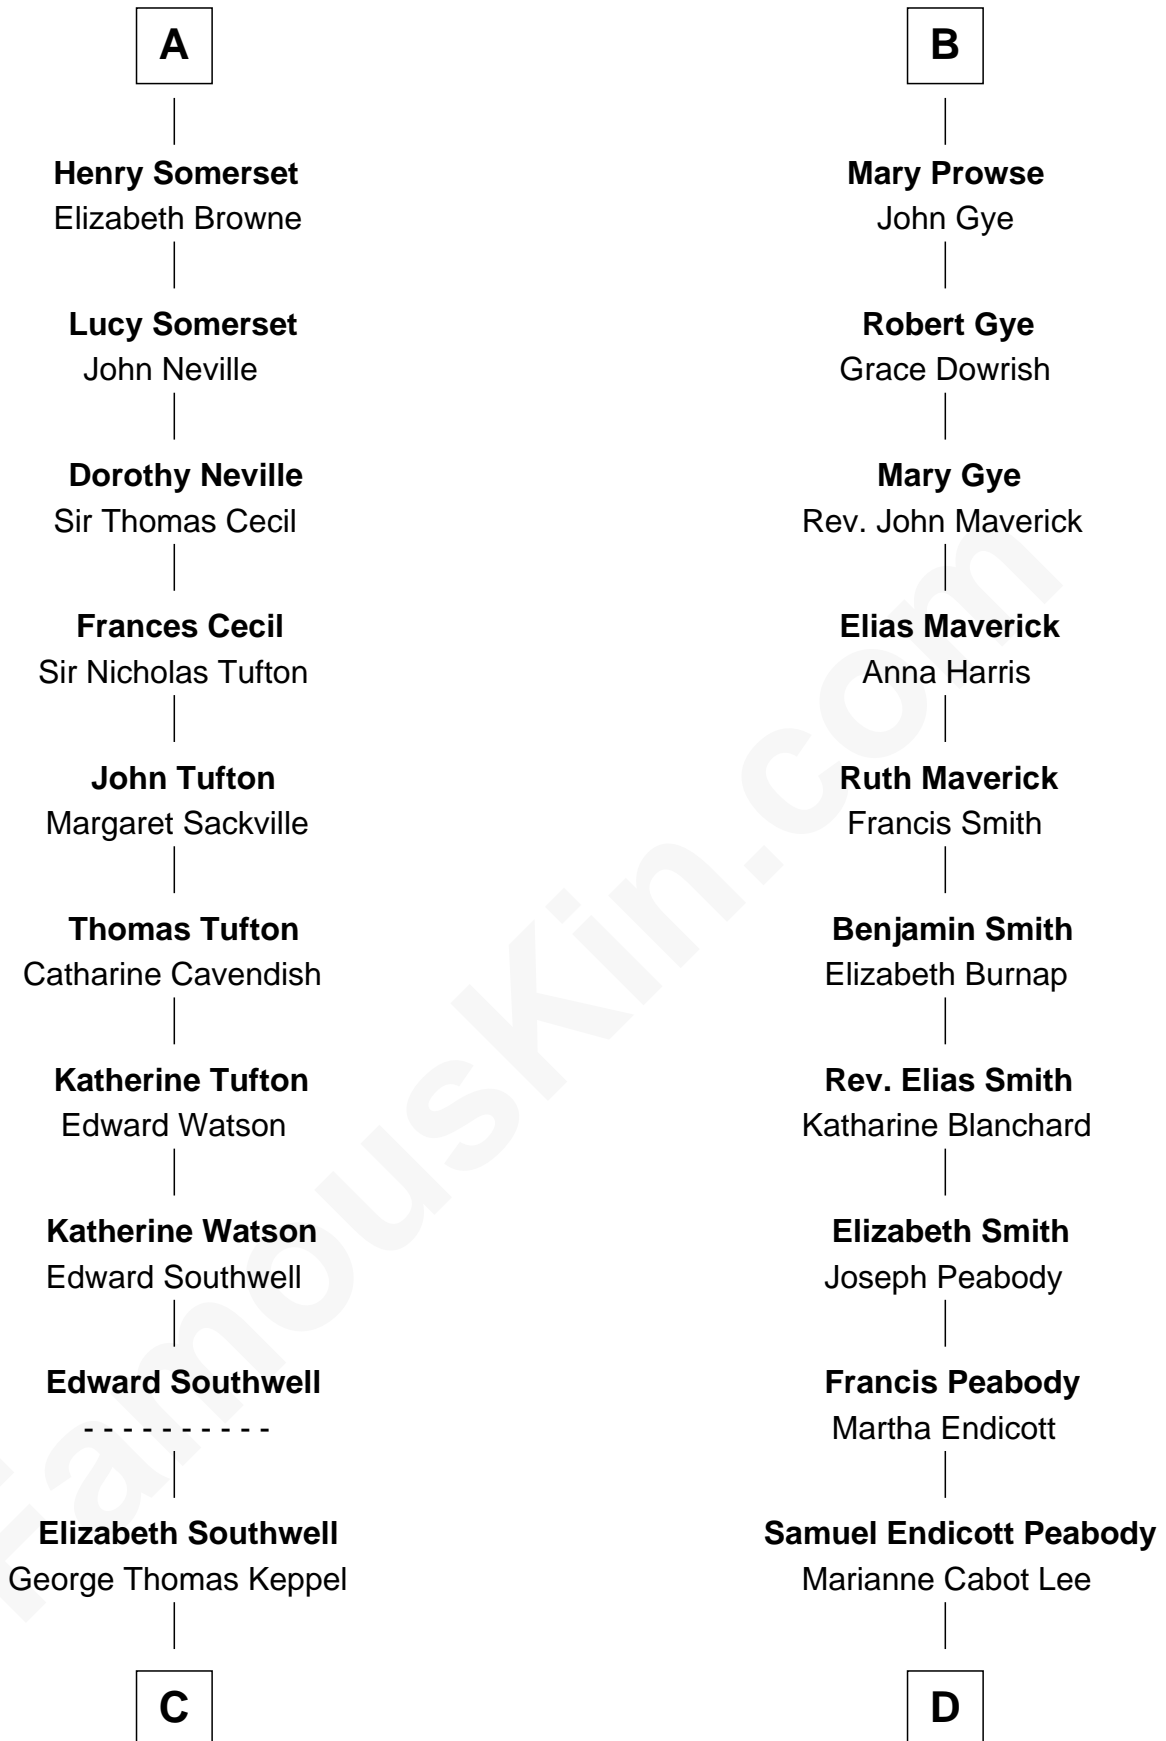 A
Henry Somerset
Elizabeth Browne
Lucy Somerset
John Neville
Dorothy Neville
Sir Thomas Cecil
Frances Cecil
Sir Nicholas Tufton
John Tufton
Margaret Sackville
Thomas Tufton
Catharine Cavendish
Katherine Tufton
Edward Watson
Katherine Watson
Edward Southwell
Edward Southwell
- - - - - - - - - -
Elizabeth Southwell
George Thomas Keppel
C
B
Mary Prowse
John Gye
Robert Gye
Grace Dowrish
Mary Gye
Rev. John Maverick
Elias Maverick
Anna Harris
Ruth Maverick
Francis Smith
Benjamin Smith
Elizabeth Burnap
Rev. Elias Smith
Katharine Blanchard
Elizabeth Smith
Joseph Peabody
Francis Peabody
Martha Endicott
Samuel Endicott Peabody
Marianne Cabot Lee
D
FamousKin.com